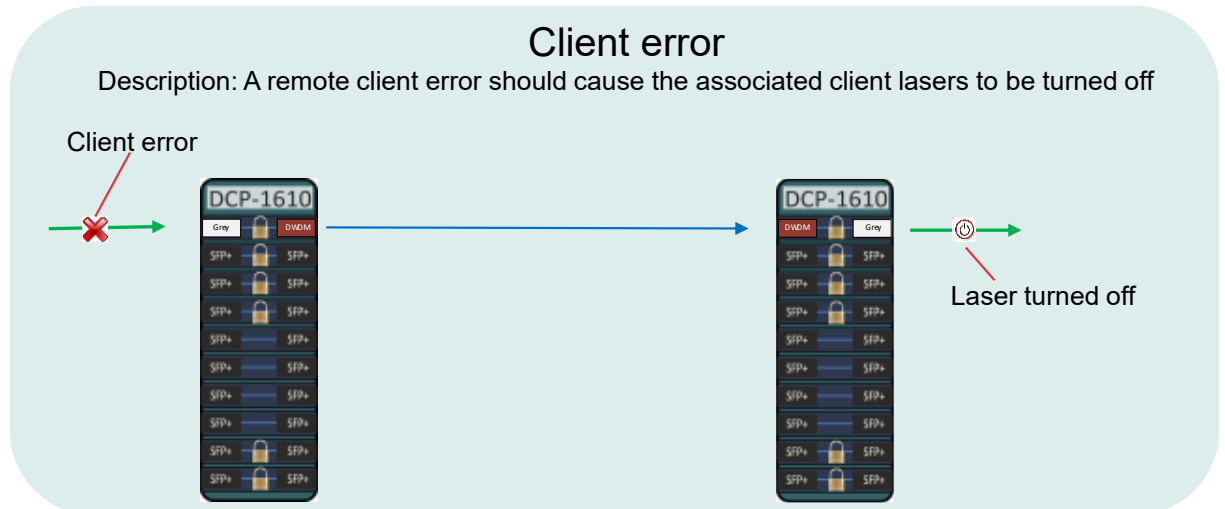 Client error
Description: A remote client error should cause the associated client lasers to be turned off
Client error
DCP-1610
Grey DWDM
SFP+ SFP+
SFP+ SFP+
SFP+ SFP+
SFP+ SFP+
SFP+ SFP+
SFP+ SFP+
SFP+ SFP+
SFP+ SFP+
SFP+ SFP+
DCP-1610
DWDM Grey
SFP+ SFP+
SFP+ SFP+
SFP+ SFP+
SFP+ SFP+
SFP+ SFP+
SFP+ SFP+
SFP+ SFP+
SFP+ SFP+
SFP+ SFP+
Laser turned off